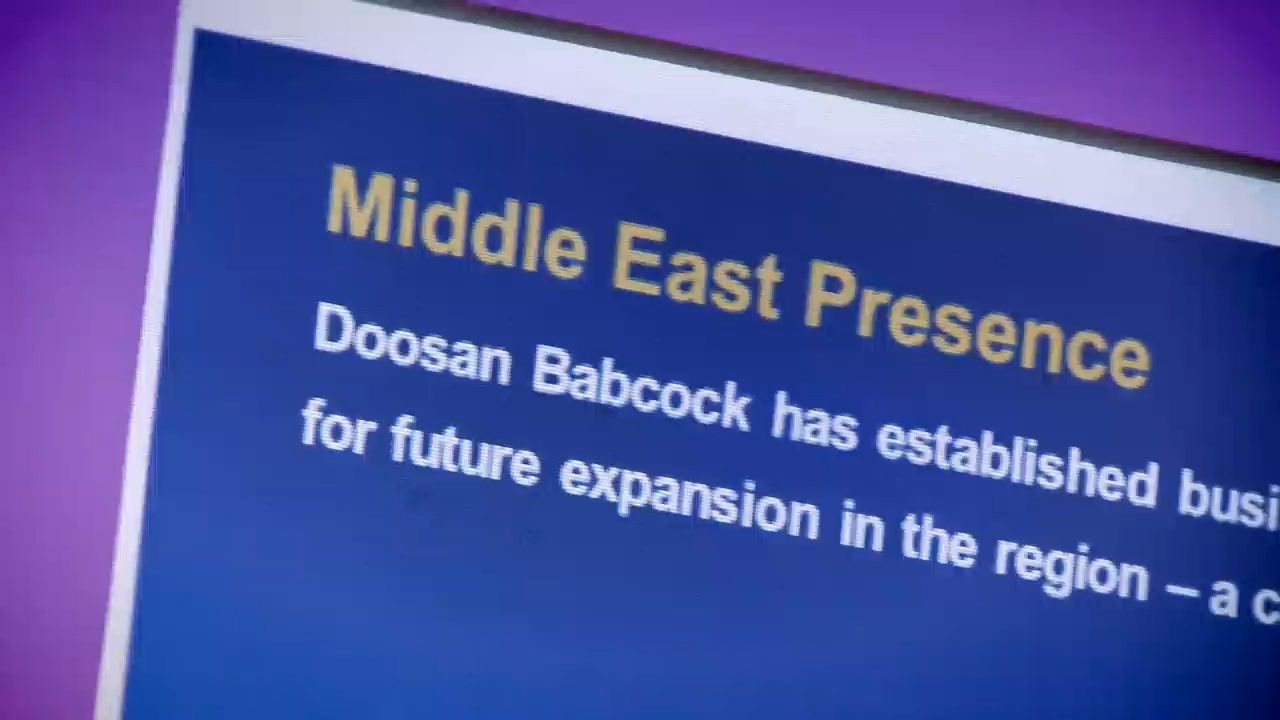 Middle East Presence
Doosan Babcock has established busi
for future expansion in the region – a c